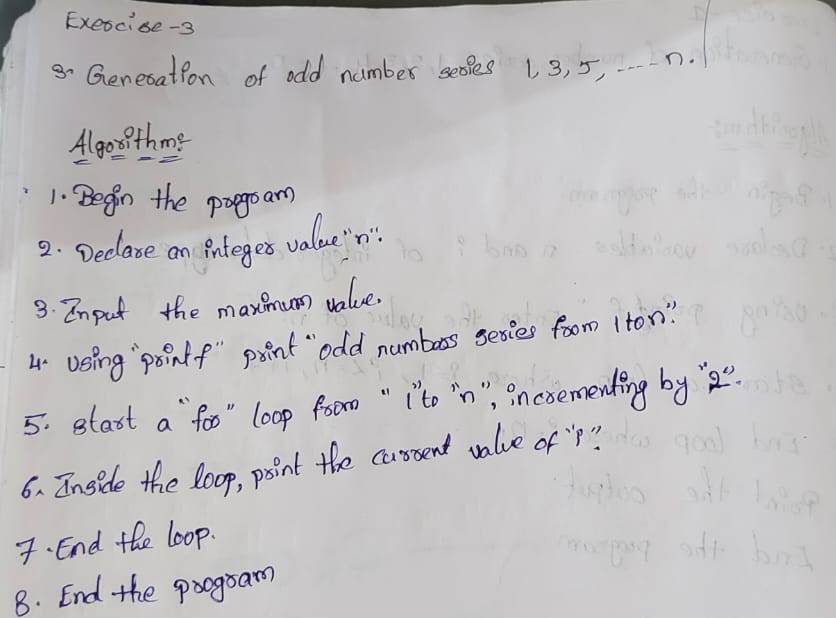 Exercise-3
3. Generation of odd number series 1, 3, 5, ---- n.
Algorithm:
1. Begin the program
2. Declare an integer value "n".
3. Input the maximum value.
4. using "printf" print "odd numbers series from 1 to n."
5. start a "for" loop from "i" to "n", incrementing by "2".
6. Inside the loop, print the current value of "i".
7. End the loop.
8. End the program